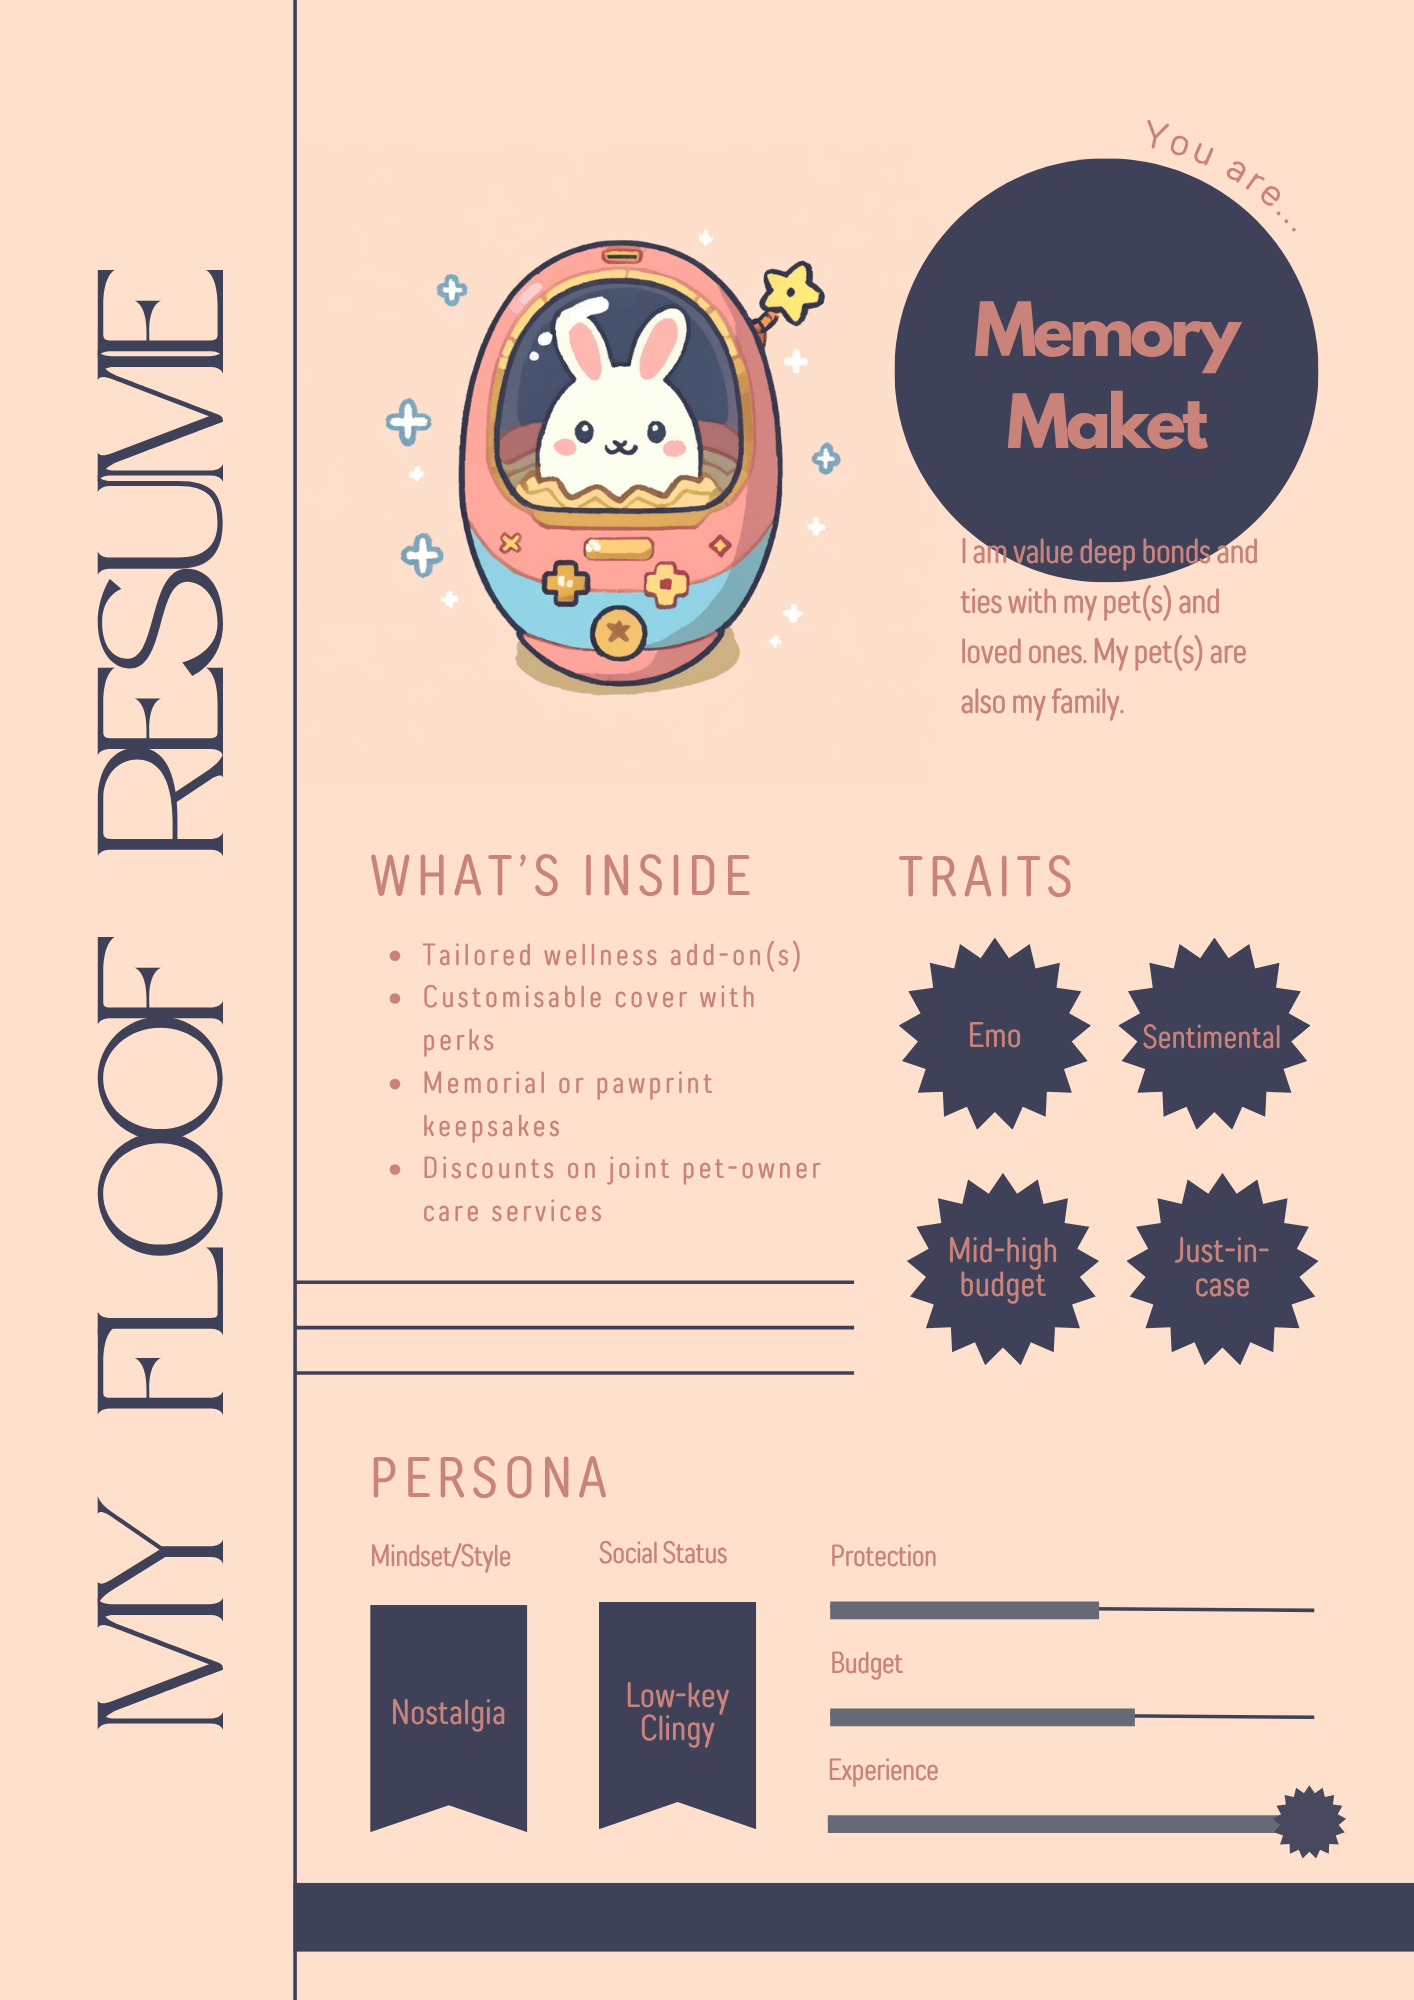 MY FLOOF RESUME
You are...
Memory
Maket
I am value deep bonds and
ties with my pet(s) and
loved ones. My pet(s) are
also my family.
WHAT'S INSIDE
• Tailored wellness add-on(s)
• Customisable cover with
perks
• Memorial or pawprint
keepsakes
• Discounts on joint pet-owner
care services
TRAITS
Emo
Sentimental
Mid-high
budget
Just-in-
case
PERSONA
Mindset/Style
Nostalgia
Social Status
Low-key
Clingy
Protection
Budget
Experience